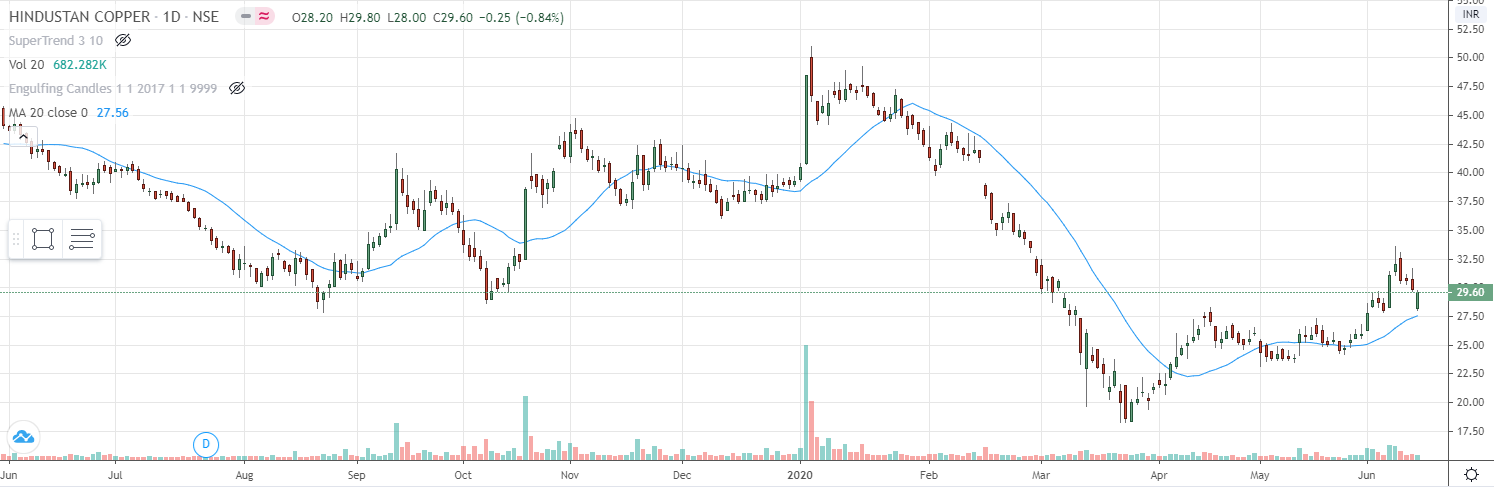 HINDUSTAN COPPER · 1D · NSE O28.20 H29.80 L28.00 C29.60 −0.25 (−0.84%)
SuperTrend 3 10
Vol 20 682.282K
Engulfing Candles 1 1 2017 1 1 9999
MA 20 close 0 27.56
INR
55.00
52.50
50.00
47.50
45.00
42.50
40.00
37.50
35.00
32.50
30.00
29.60
27.50
25.00
22.50
20.00
17.50
D
Jun Jul Aug Sep Oct Nov Dec 2020 Feb Mar Apr May Jun